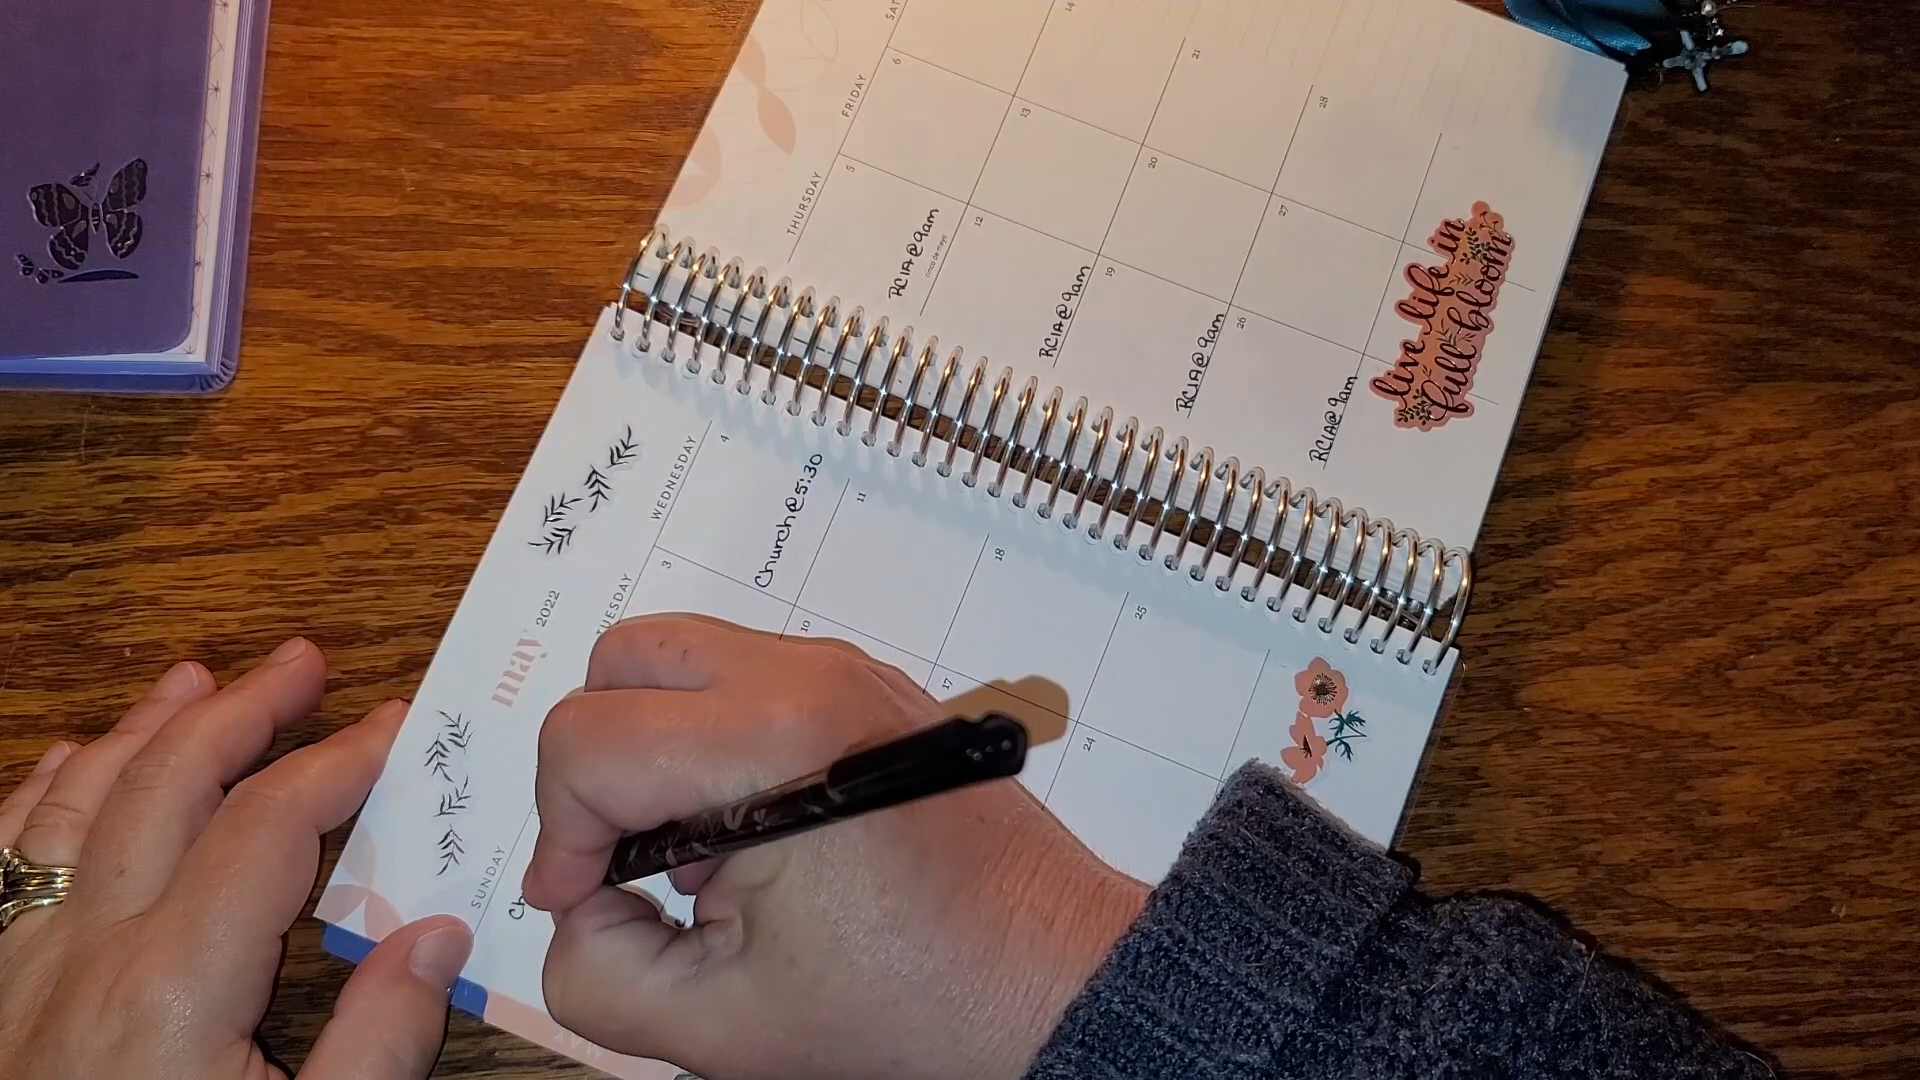 may 2022
SUNDAY
TUESDAY
WEDNESDAY
THURSDAY
FRIDAY
3
4
Church@5:30
5
RCIA@9am
cinco de mayo
6
10
11
12
RCIA@9am
13
14
17
18
19
RCIA@9am
20
21
24
25
26
RCIA@9am
27
28
Ch
live life in
full bloom
MAY